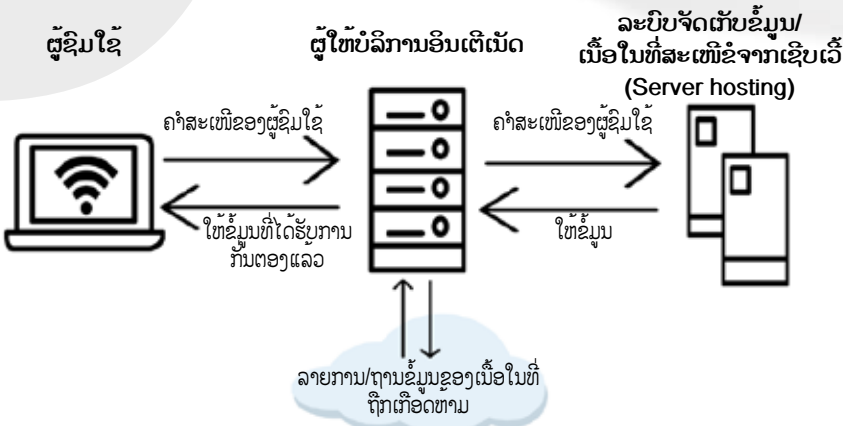 ຜູ້ຊົມໃຊ້
ຜູ້ໃຫ້ບໍລິການອິນເຕີເນັດ
ລະບົບຈັດເກັບຂໍ້ມູນ/
ເນື້ອໃນທີ່ສະເໜີຂໍຈາກເຊີບເວີ້
(Server hosting)
ຄຳສະເໜີຂອງຜູ້ຊົມໃຊ້
ຄຳສະເໜີຂອງຜູ້ຊົມໃຊ້
ໃຫ້ຂໍ້ມູນທີ່ໄດ້ຮັບການ
ກັ່ນຕອງແລ້ວ
ໃຫ້ຂໍ້ມູນ
ລາຍການ/ຖານຂໍ້ມູນຂອງເນື້ອໃນທີ່
ຖືກເກືອດຫ້າມ